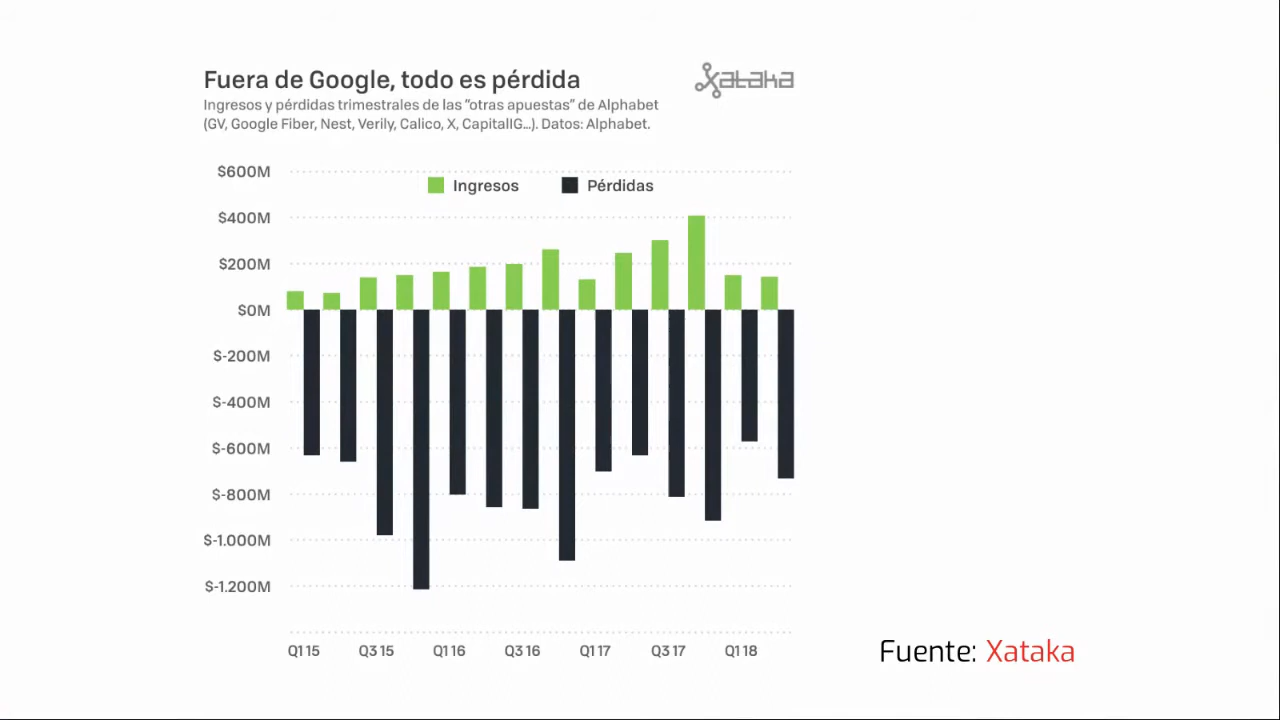 Fuera de Google, todo es pérdida
xataka
Ingresos y pérdidas trimestrales de las "otras apuestas" de Alphabet
(GV, Google Fiber, Nest, Verily, Calico, X, CapitalIG...). Datos: Alphabet.
$600M
Ingresos
Pérdidas
$400M
$200M
$0M
$-200M
$-400M
$-600M
$-800M
$-1.000M
$-1.200M
Q1 15
Q3 15
Q1 16
Q3 16
Q1 17
Q3 17
Q1 18
Fuente: Xataka